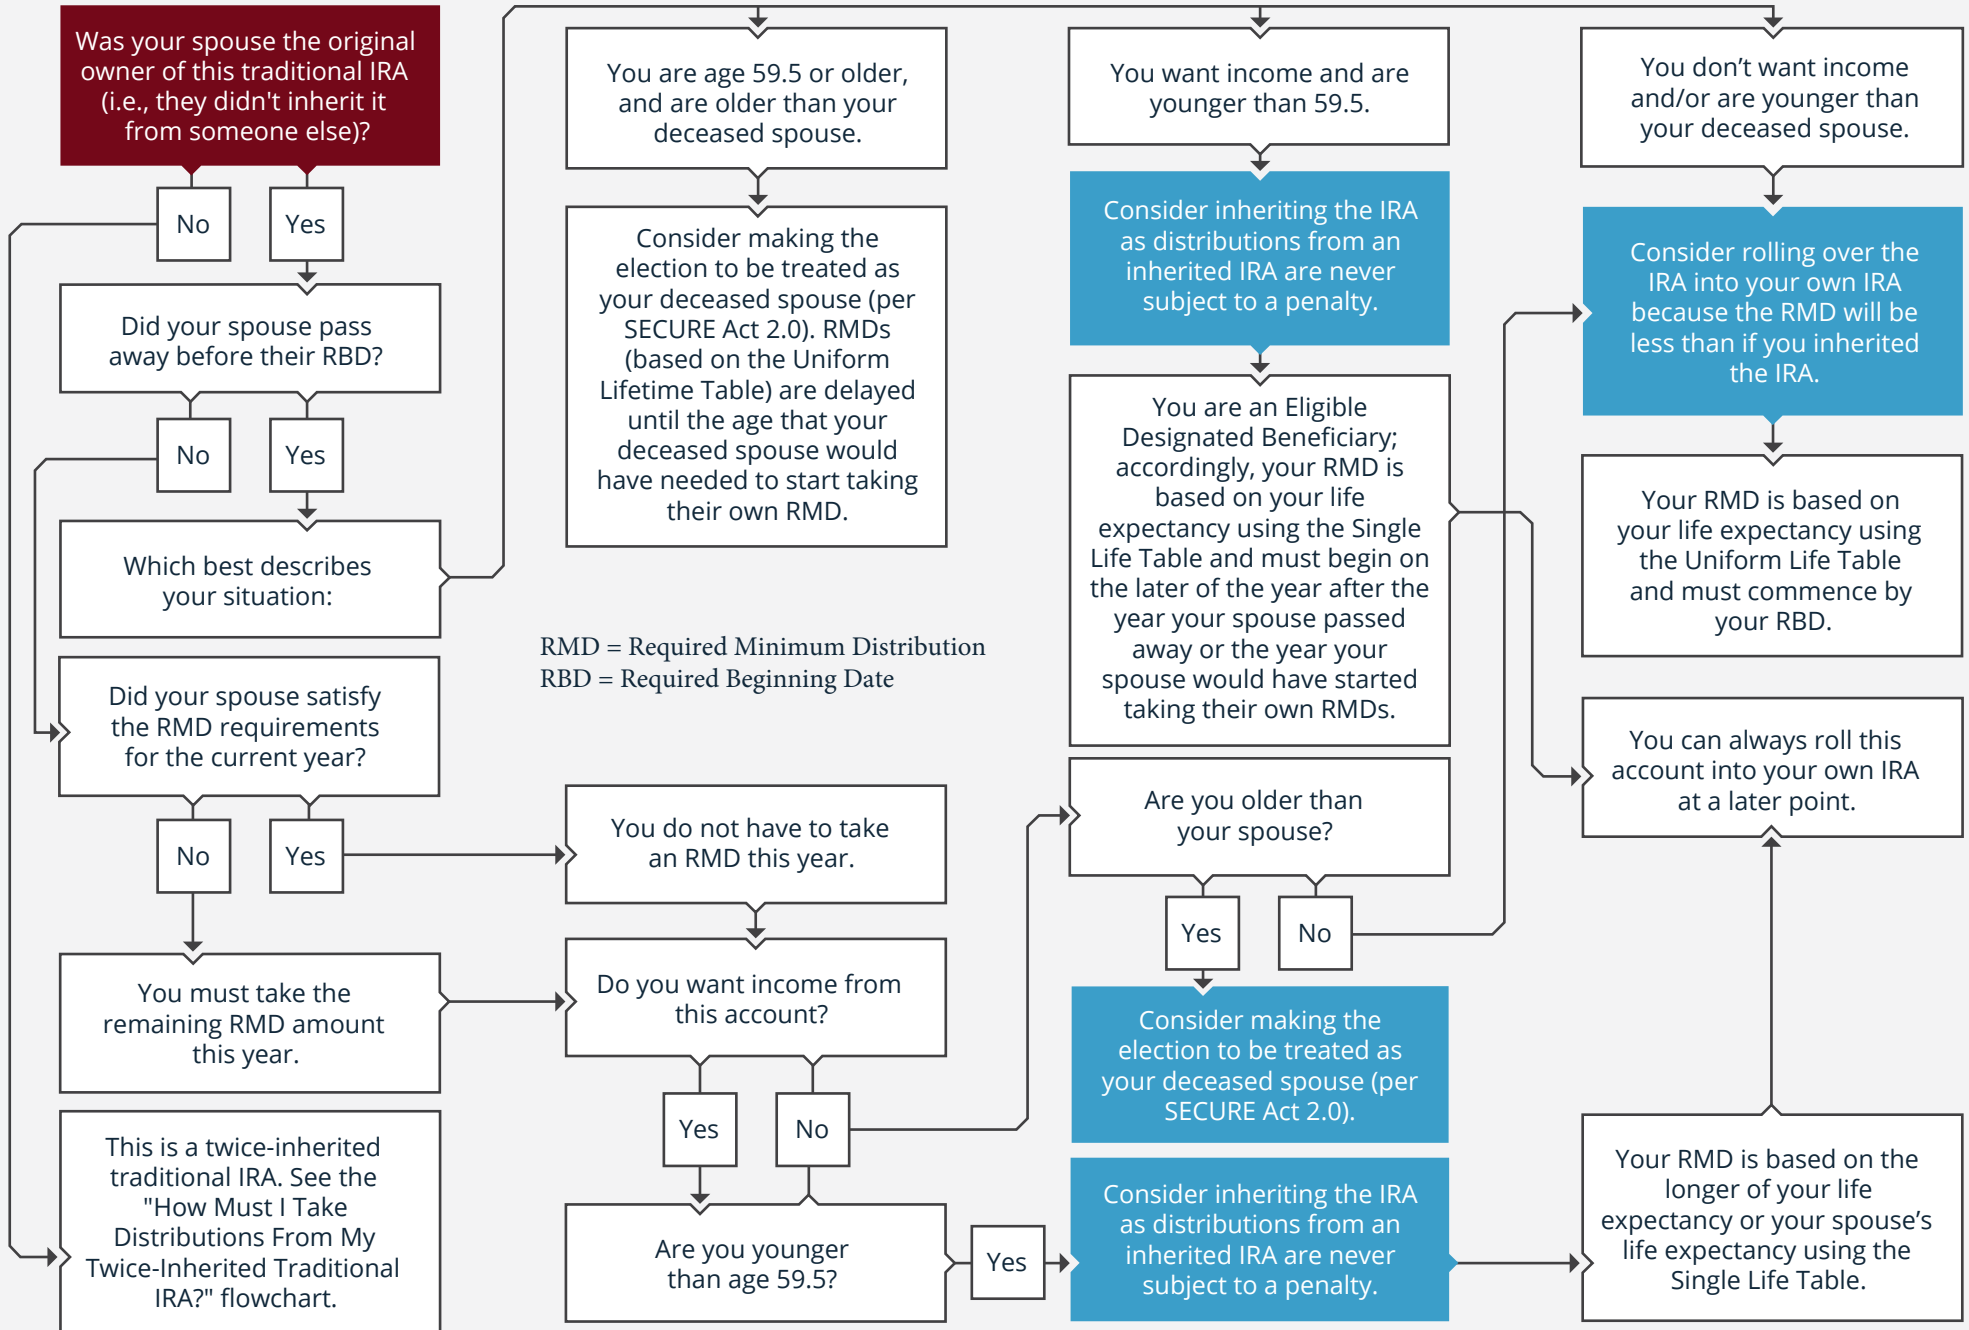 Was your spouse the original
owner of this traditional IRA
(i.e., they didn't inherit it
from someone else)?
No
Yes
Did your spouse pass
away before their RBD?
No
Yes
Which best describes
your situation:
You are age 59.5 or older,
and are older than your
deceased spouse.
Consider making the
election to be treated as
your deceased spouse (per
SECURE Act 2.0). RMDs
(based on the Uniform
Lifetime Table) are delayed
until the age that your
deceased spouse would
have needed to start taking
their own RMD.
You want income and are
younger than 59.5.
Consider inheriting the IRA
as distributions from an
inherited IRA are never
subject to a penalty.
You are an Eligible
Designated Beneficiary;
accordingly, your RMD is
based on your life
expectancy using the Single
Life Table and must begin on
the later of the year after the
year your spouse passed
away or the year your
spouse would have started
taking their own RMDs.
You don’t want income
and/or are younger than
your deceased spouse.
Consider rolling over the
IRA into your own IRA
because the RMD will be
less than if you inherited
the IRA.
Your RMD is based on
your life expectancy using
the Uniform Life Table
and must commence by
your RBD.
You can always roll this
account into your own IRA
at a later point.
RMD = Required Minimum Distribution
RBD = Required Beginning Date
Did your spouse satisfy
the RMD requirements
for the current year?
No
Yes
You must take the
remaining RMD amount
this year.
You do not have to take
an RMD this year.
Do you want income from
this account?
Yes
No
Are you younger
than age 59.5?
Yes
Are you older than
your spouse?
Yes
No
Consider making the
election to be treated as
your deceased spouse (per
SECURE Act 2.0).
Consider inheriting the IRA
as distributions from an
inherited IRA are never
subject to a penalty.
Your RMD is based on the
longer of your life
expectancy or your spouse’s
life expectancy using the
Single Life Table.
This is a twice-inherited
traditional IRA. See the
"How Must I Take
Distributions From My
Twice-Inherited Traditional
IRA?" flowchart.